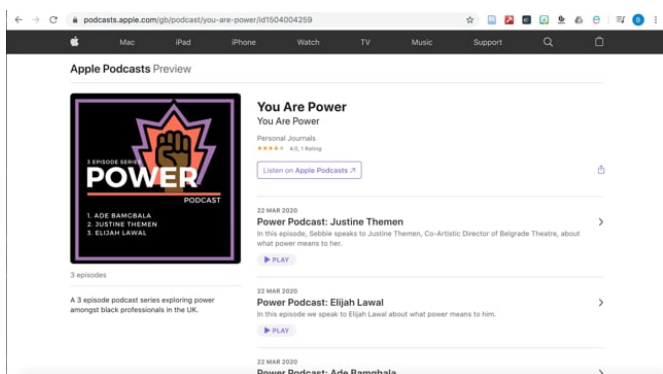 podcasts.apple.com/gb/podcast/you-are-power/id1504004259
Mac iPad iPhone Watch TV Music Support
Apple Podcasts Preview
3 EPISODE SERIES
POWER
PODCAST
1. ADE BAMGBALA
2. JUSTINE THEMEN
3. ELIJAH LAWAL
3 episodes
A 3 episode podcast series exploring power
amongst black professionals in the UK.
You Are Power
You Are Power
Personal Journals
★★★★★ 4.0, 1 Rating
Listen on Apple Podcasts ↗
22 MAR 2020
Power Podcast: Justine Themen
In this episode, Sebbie speaks to Justine Themen, Co-Artistic Director of Belgrade Theatre, about
what power means to her.
PLAY
22 MAR 2020
Power Podcast: Elijah Lawal
In this episode we speak to Elijah Lawal about what power means to him.
PLAY
22 MAR 2020
Power Podcast: Ade Bamgbala